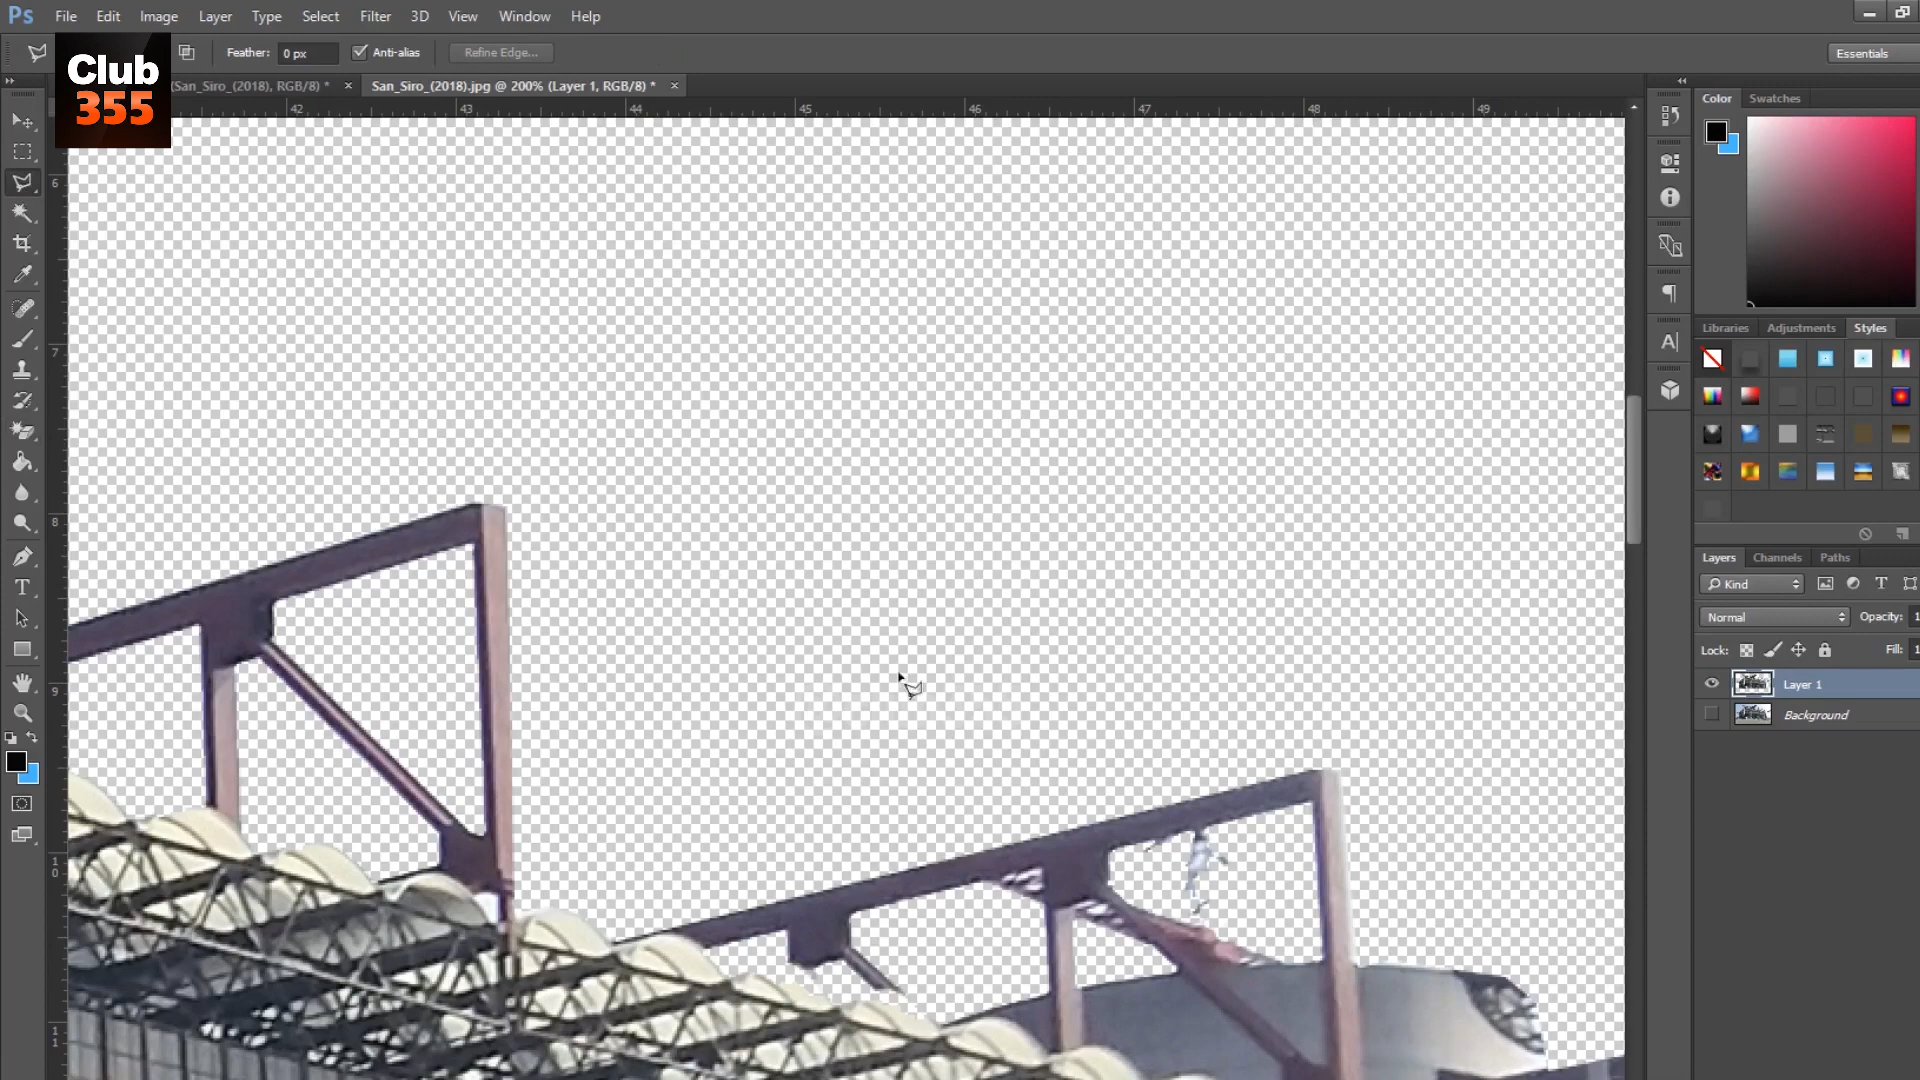 Ps File Edit Image Layer Type Select Filter 3D View Window Help
Feather: 0 px Anti-alias Refine Edge... Essentials
Club
355
(San_Siro_(2018), RGB/8) * × San_Siro_(2018).jpg @ 200% (Layer 1, RGB/8) * ×
42 43 44 45 46 47 48 49
6
7
8
9
10
11
Color Swatches
Libraries Adjustments Styles
Layers Channels Paths
Kind
Normal Opacity: 1
Lock: Fill: 1
Layer 1
Background